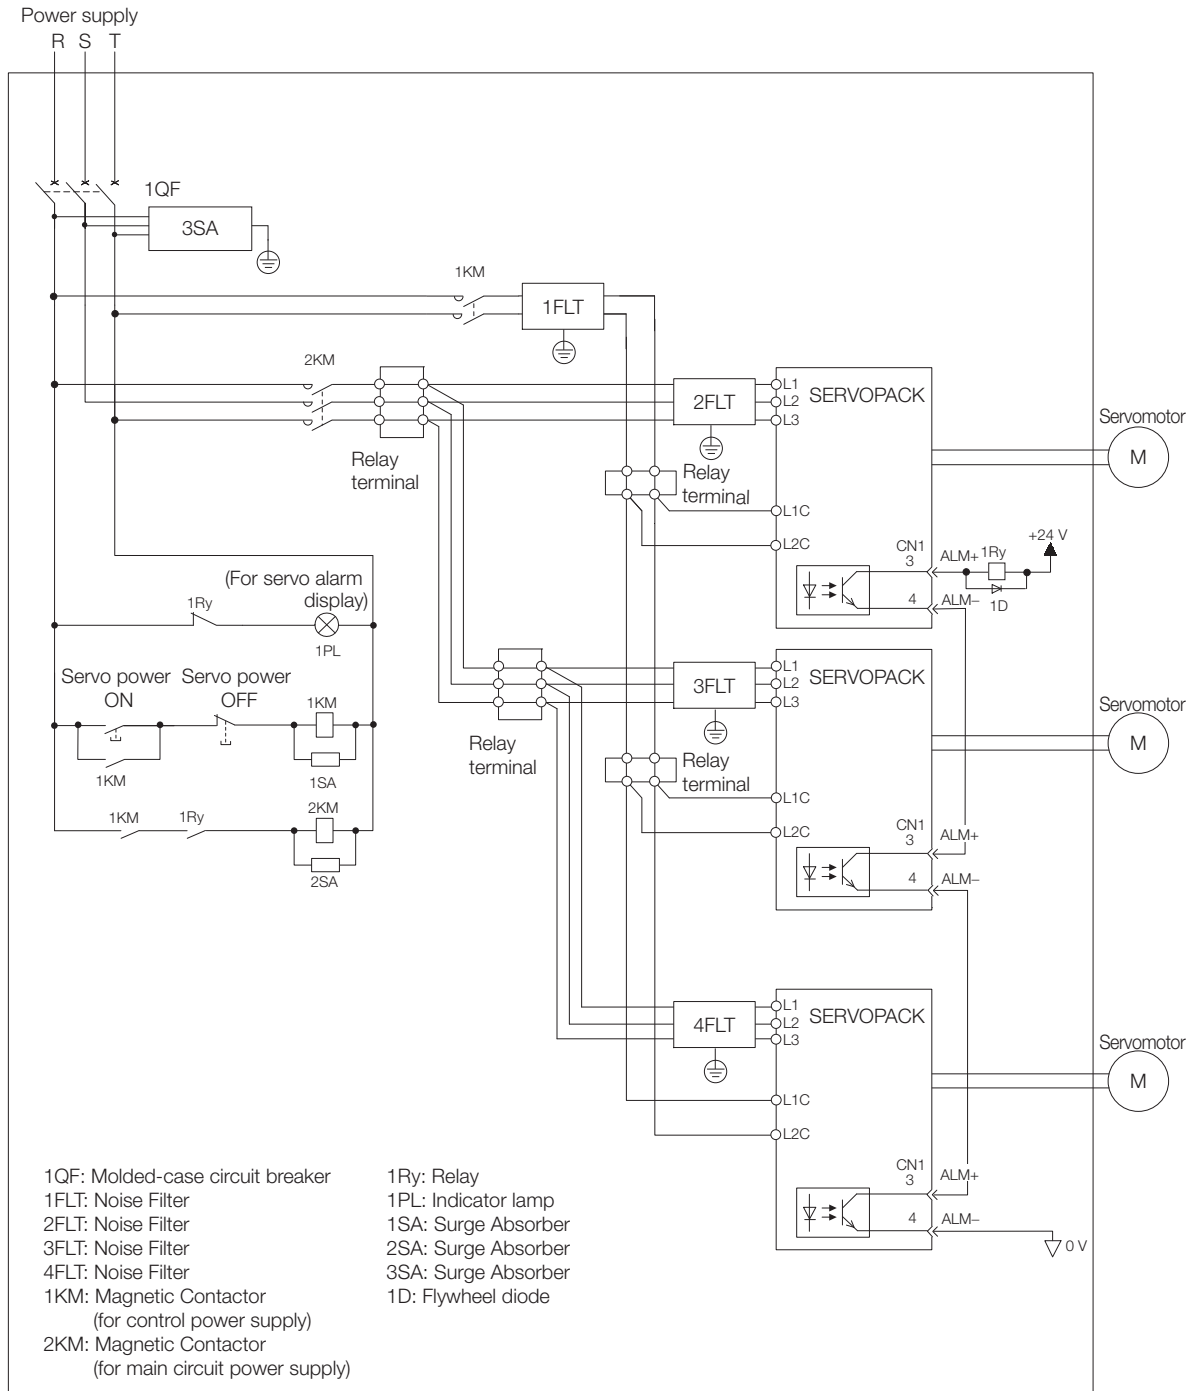 Power supply
R S T
1QF
3SA
1KM
1FLT
2KM
L1
SERVOPACK
2FLT
L2
L3
Servomotor
M
Relay
terminal
Relay
terminal
L1C
+24 V
L2C
CN1
3
ALM+
1Ry
(For servo alarm
display)
1Ry
4
ALM–
1D
1PL
L1
SERVOPACK
3FLT
L2
L3
Servo power
ON
Servo power
OFF
1KM
Servomotor
M
Relay
terminal
Relay
terminal
1KM
1SA
L1C
1KM
1Ry
2KM
L2C
CN1
3
ALM+
2SA
4
ALM–
L1
SERVOPACK
4FLT
L2
L3
Servomotor
M
L1C
L2C
CN1
3
ALM+
4
ALM–
0 V
1QF: Molded-case circuit breaker
1FLT: Noise Filter
2FLT: Noise Filter
3FLT: Noise Filter
4FLT: Noise Filter
1KM: Magnetic Contactor
(for control power supply)
2KM: Magnetic Contactor
(for main circuit power supply)
1Ry: Relay
1PL: Indicator lamp
1SA: Surge Absorber
2SA: Surge Absorber
3SA: Surge Absorber
1D: Flywheel diode